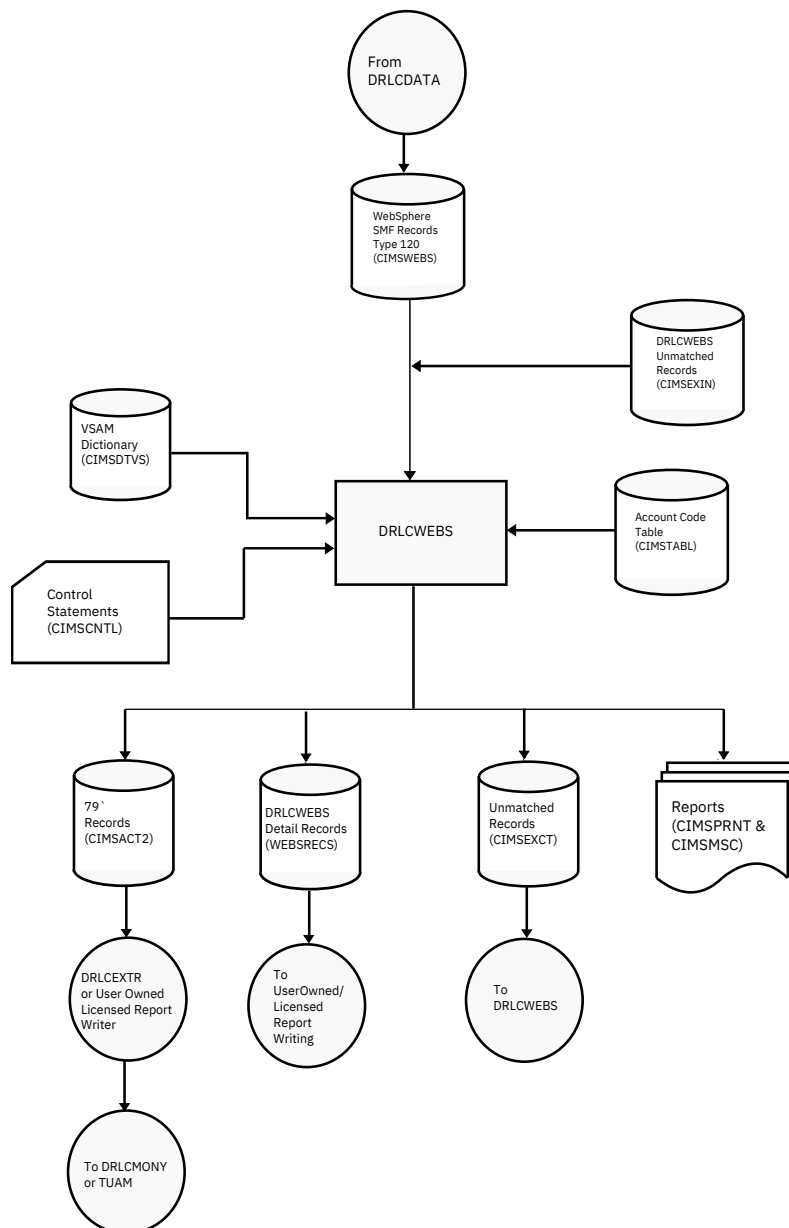 From
DRLCDATA
WebSphere
SMF Records
Type 120
(CIMSWEBS)
DRLCWEBS
Unmatched
Records
(CIMSEXIN)
VSAM
Dictionary
(CIMSDTVS)
DRLCWEBS
Account Code
Table
(CIMSTABL)
Control
Statements
(CIMSCNTL)
79`
Records
(CIMSACT2)
DRLCWEBS
Detail Records
(WEBSRECS)
Unmatched
Records
(CIMSEXCT)
Reports
(CIMSPRNT &
CIMSMSC)
DRLCEXTR
or User Owned
Licensed Report
Writer
To
UserOwned/
Licensed
Report
Writing
To
DRLCWEBS
To DRLCMONY
or TUAM